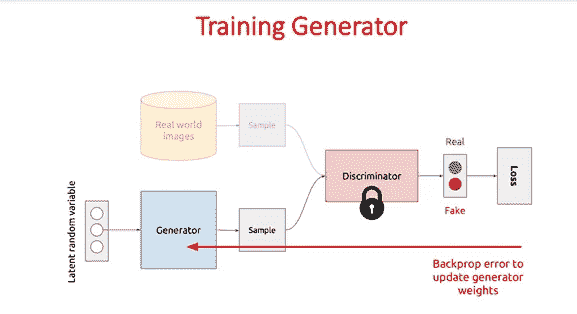 Training Generator
Real world
images
Sample
Real
Discriminator
Loss
Latent random variable
Generator
Sample
Fake
Backprop error to
update generator
weights